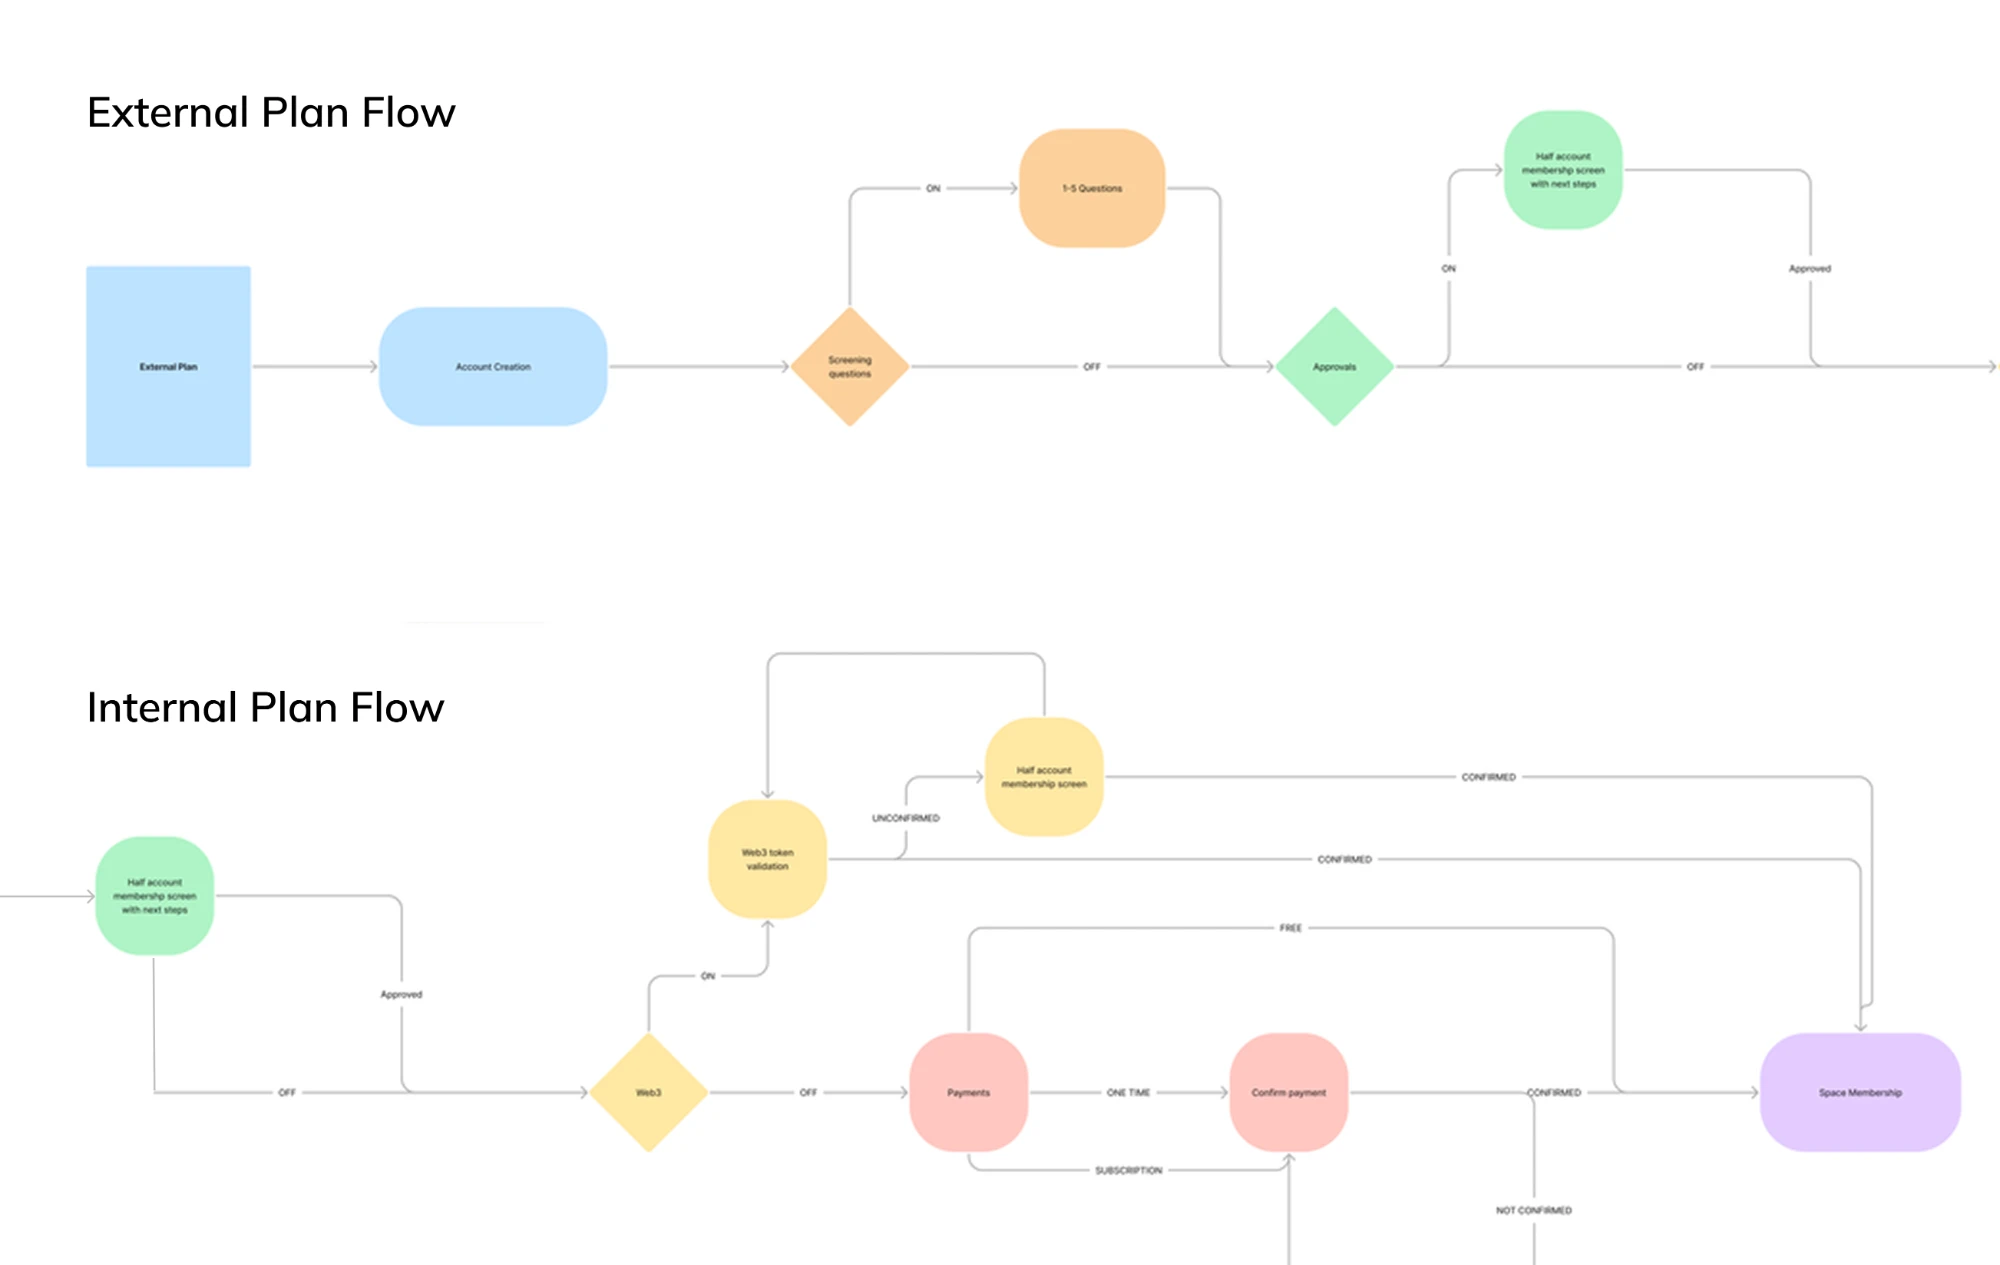 External Plan Flow
ON
1-5 Questions
Half account
membershp screen
with next steps
ON
Approved
External Plan
Account Creation
Screening
questions
OFF
Approvals
OFF
Internal Plan Flow
Half account
membership screen
CONFIRMED
UNCONFIRMED
Web3 token
validation
CONFIRMED
Half account
membershp screen
with next steps
FREE
ON
Approved
OFF
Web3
OFF
Payments
ONE TIME
Confirm payment
CONFIRMED
Space Membership
SUBSCRIPTION
NOT CONFIRMED